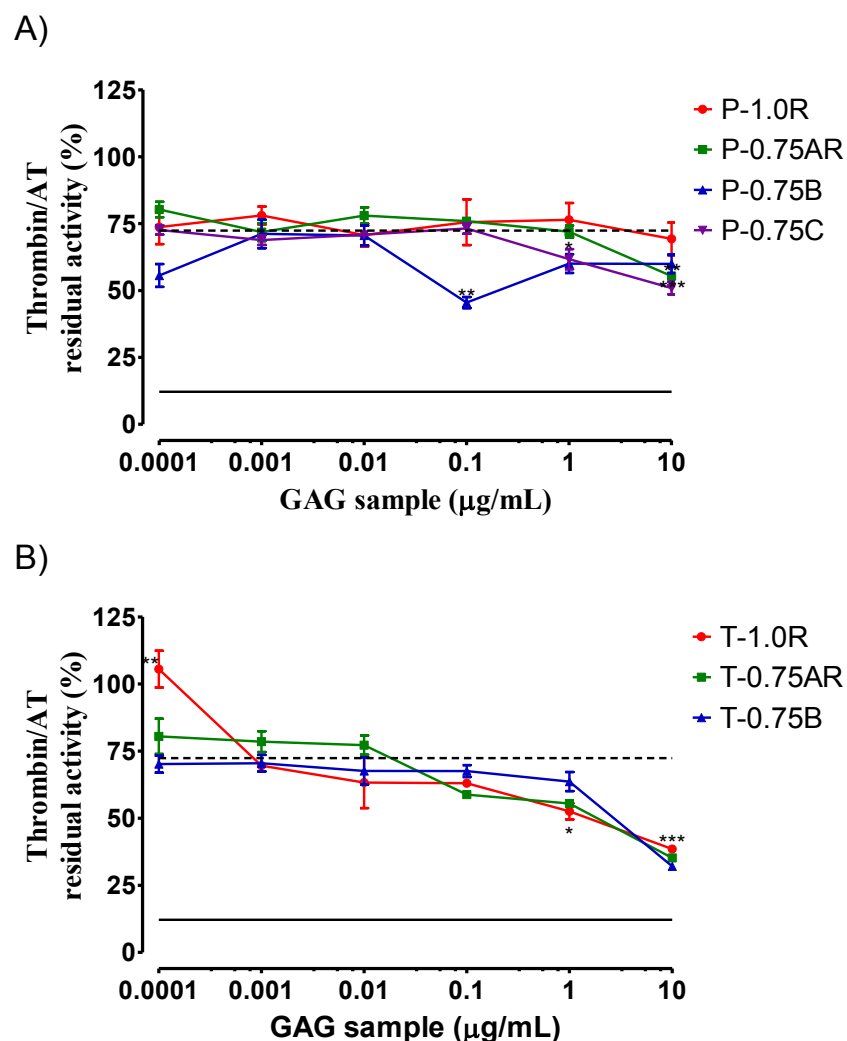 A)
Thrombin/AT
residual activity (%)
125
100
75
50
25
0
*
**
**
***
0.0001 0.001 0.01 0.1 1 10
GAG sample (μg/mL)
P-1.0R
P-0.75AR
P-0.75B
P-0.75C
B)
Thrombin/AT
residual activity (%)
125
100
75
50
25
0
**
*
***
0.0001 0.001 0.01 0.1 1 10
GAG sample (μg/mL)
T-1.0R
T-0.75AR
T-0.75B